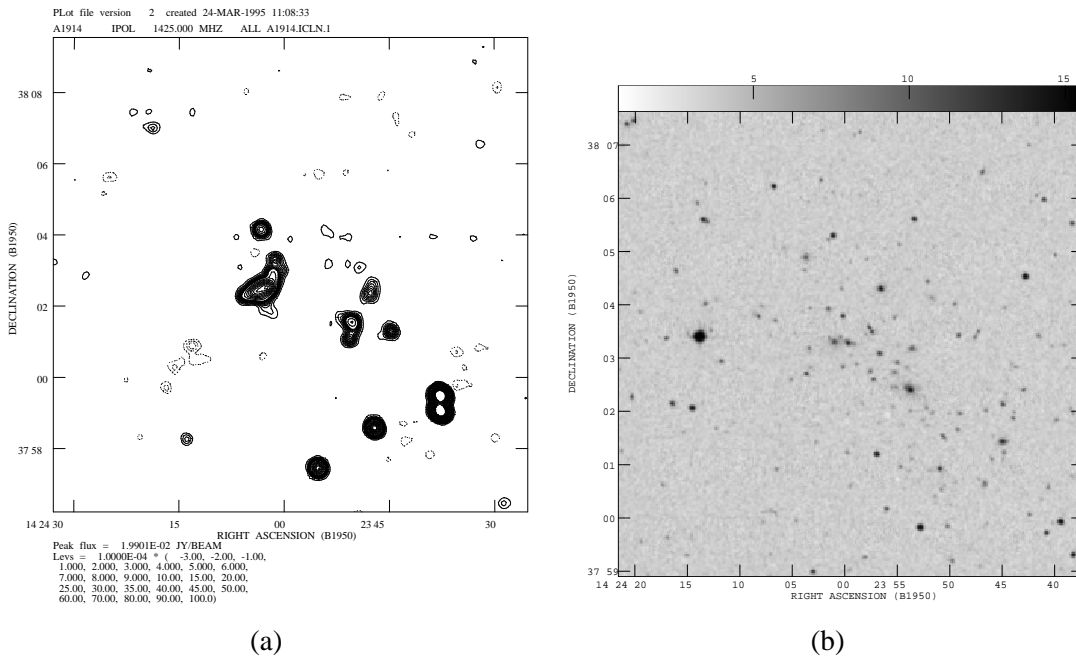 PLot file version 2 created 24-MAR-1995 11:08:33
A1914 IPOL 1425.000 MHZ ALL A1914.ICLN.1
38 08
06
04
02
00
37 58
DECLINATION (B1950)
14 24 30 15 00 23 45 30
RIGHT ASCENSION (B1950)
Peak flux = 1.9901E-02 JY/BEAM
Levs = 1.0000E-04 * ( -3.00, -2.00, -1.00,
1.000, 2.000, 3.000, 4.000, 5.000, 6.000,
7.000, 8.000, 9.000, 10.00, 15.00, 20.00,
25.00, 30.00, 35.00, 40.00, 45.00, 50.00,
60.00, 70.00, 80.00, 90.00, 100.0)
(a)
5 10 15
38 07
06
05
04
03
02
01
00
37 59
DECLINATION (B1950)
14 24 20 15 10 05 00 23 55 50 45 40
RIGHT ASCENSION (B1950)
(b)